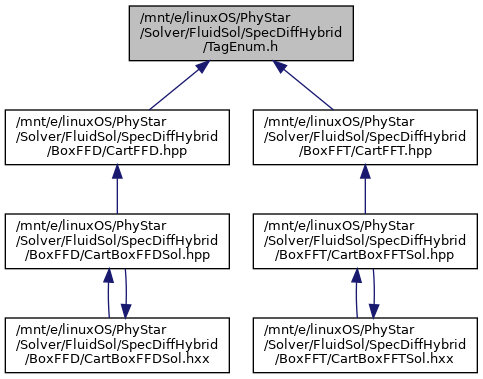 /mnt/e/linuxOS/PhyStar
/Solver/FluidSol/SpecDiffHybrid
/TagEnum.h
/mnt/e/linuxOS/PhyStar
/Solver/FluidSol/SpecDiffHybrid
/BoxFFD/CartFFD.hpp
/mnt/e/linuxOS/PhyStar
/Solver/FluidSol/SpecDiffHybrid
/BoxFFT/CartFFT.hpp
/mnt/e/linuxOS/PhyStar
/Solver/FluidSol/SpecDiffHybrid
/BoxFFD/CartBoxFFDSol.hpp
/mnt/e/linuxOS/PhyStar
/Solver/FluidSol/SpecDiffHybrid
/BoxFFT/CartBoxFFTSol.hpp
/mnt/e/linuxOS/PhyStar
/Solver/FluidSol/SpecDiffHybrid
/BoxFFD/CartBoxFFDSol.hxx
/mnt/e/linuxOS/PhyStar
/Solver/FluidSol/SpecDiffHybrid
/BoxFFT/CartBoxFFTSol.hxx